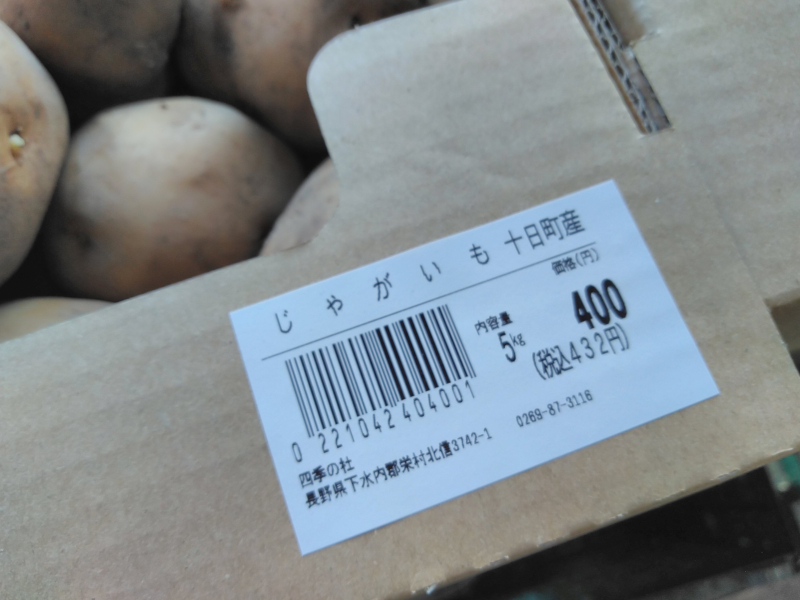 じゃがいも 十日町産
価格(円)
内容量 400
5kg (税込432円)
0 221042 404001
四季の社 0269-87-3116
長野県下水内郡栄村北信3742-1